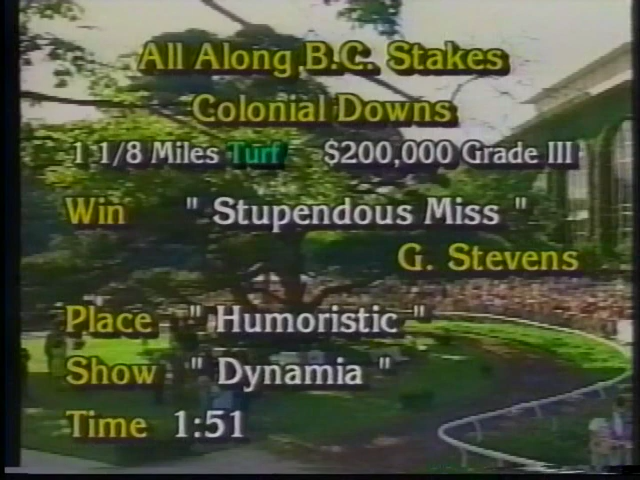 All Along B.C. Stakes
Colonial Downs
1 1/8 Miles Turf $200,000 Grade III
Win " Stupendous Miss "
G. Stevens
Place " Humoristic "
Show " Dynamia "
Time 1:51